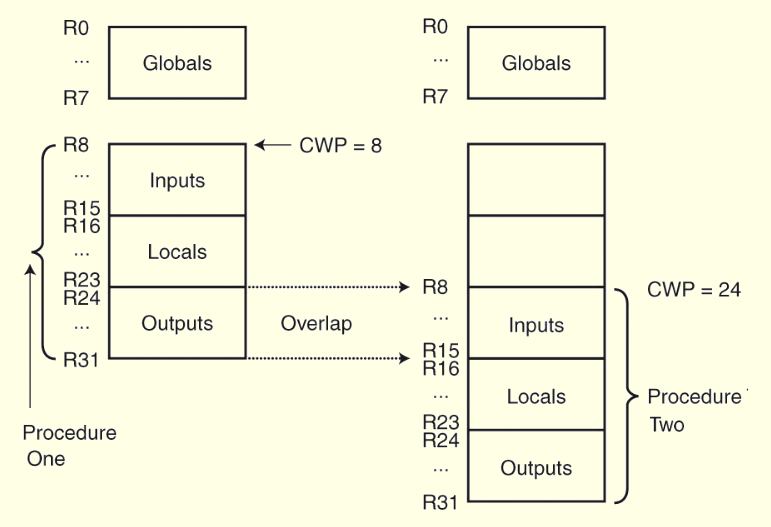 R0
...
R7
Globals
R8
...
R15
R16
...
R23
R24
...
R31
Inputs
Locals
Outputs
CWP = 8
Overlap
Procedure
One
R0
...
R7
Globals
R8
...
R15
R16
...
R23
R24
...
R31
Inputs
Locals
Outputs
CWP = 24
Procedure
Two